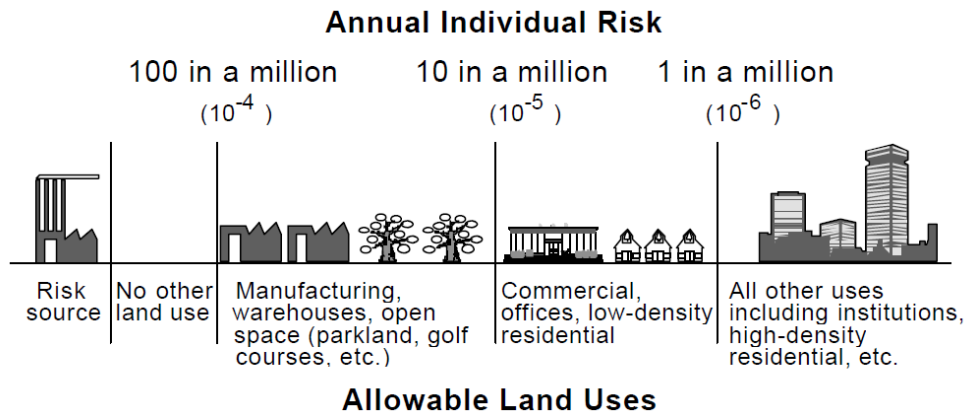 Annual Individual Risk
100 in a million
(10-4 )
10 in a million
(10-5 )
1 in a million
(10-6 )
Risk
source
No other
land use
Manufacturing,
warehouses, open
space (parkland, golf
courses, etc.)
Commercial,
offices, low-density
residential
All other uses
including institutions,
high-density
residential, etc.
Allowable Land Uses